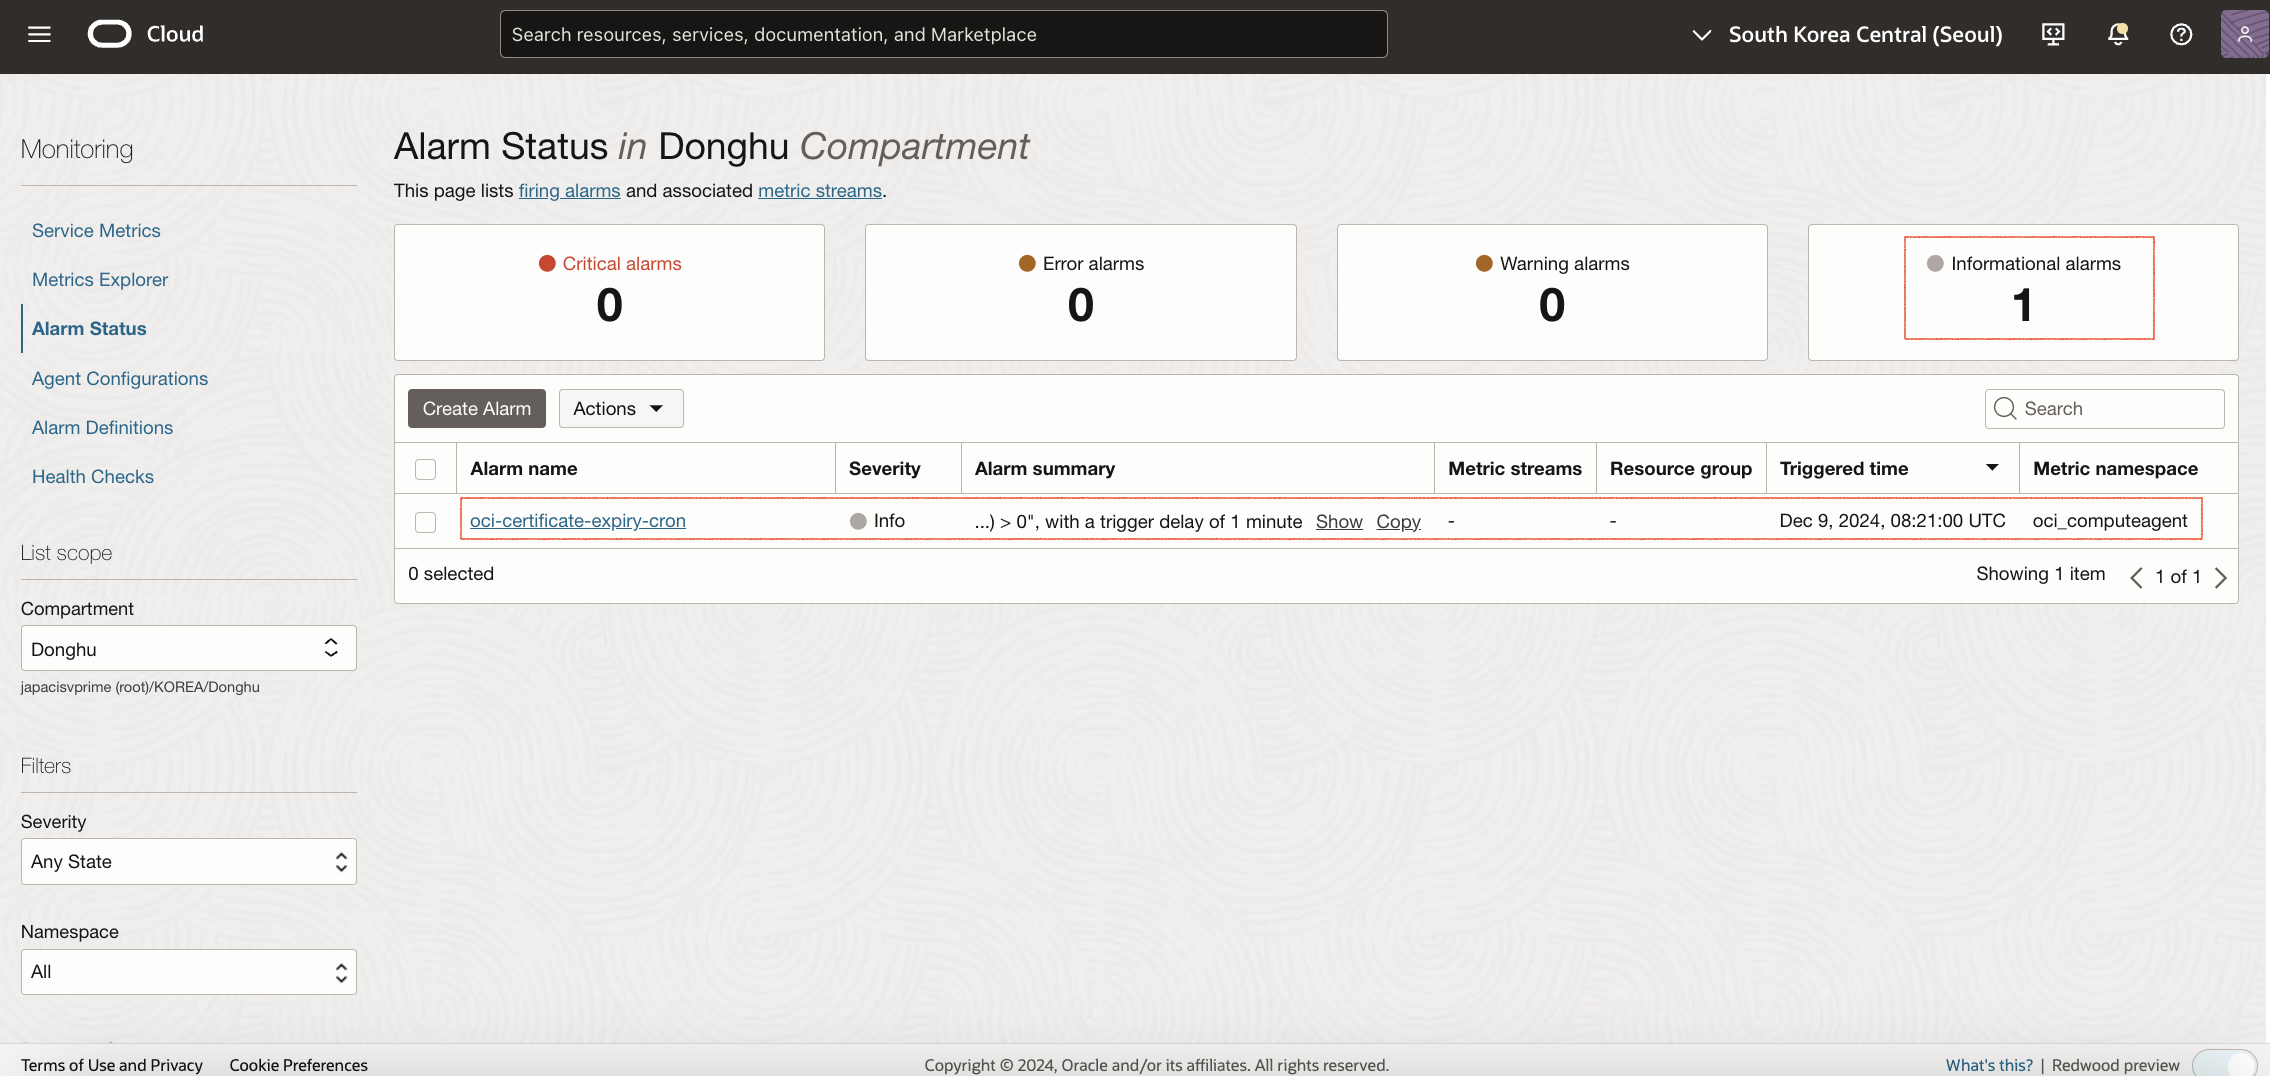 Cloud
Search resources, services, documentation, and Marketplace
South Korea Central (Seoul)
Monitoring
Service Metrics
Metrics Explorer
Alarm Status
Agent Configurations
Alarm Definitions
Health Checks
List scope
Compartment
Donghu
japacisvprime (root)/KOREA/Donghu
Filters
Severity
Any State
Namespace
All
Alarm Status in Donghu Compartment
This page lists firing alarms and associated metric streams.
Critical alarms
0
Error alarms
0
Warning alarms
0
Informational alarms
1
Create Alarm Actions
Search
Alarm name Severity Alarm summary Metric streams Resource group Triggered time Metric namespace
oci-certificate-expiry-cron Info ...) > 0", with a trigger delay of 1 minute Show Copy - - Dec 9, 2024, 08:21:00 UTC oci_computeagent
0 selected
Showing 1 item 1 of 1
Terms of Use and Privacy Cookie Preferences
Copyright © 2024, Oracle and/or its affiliates. All rights reserved.
What's this? | Redwood preview